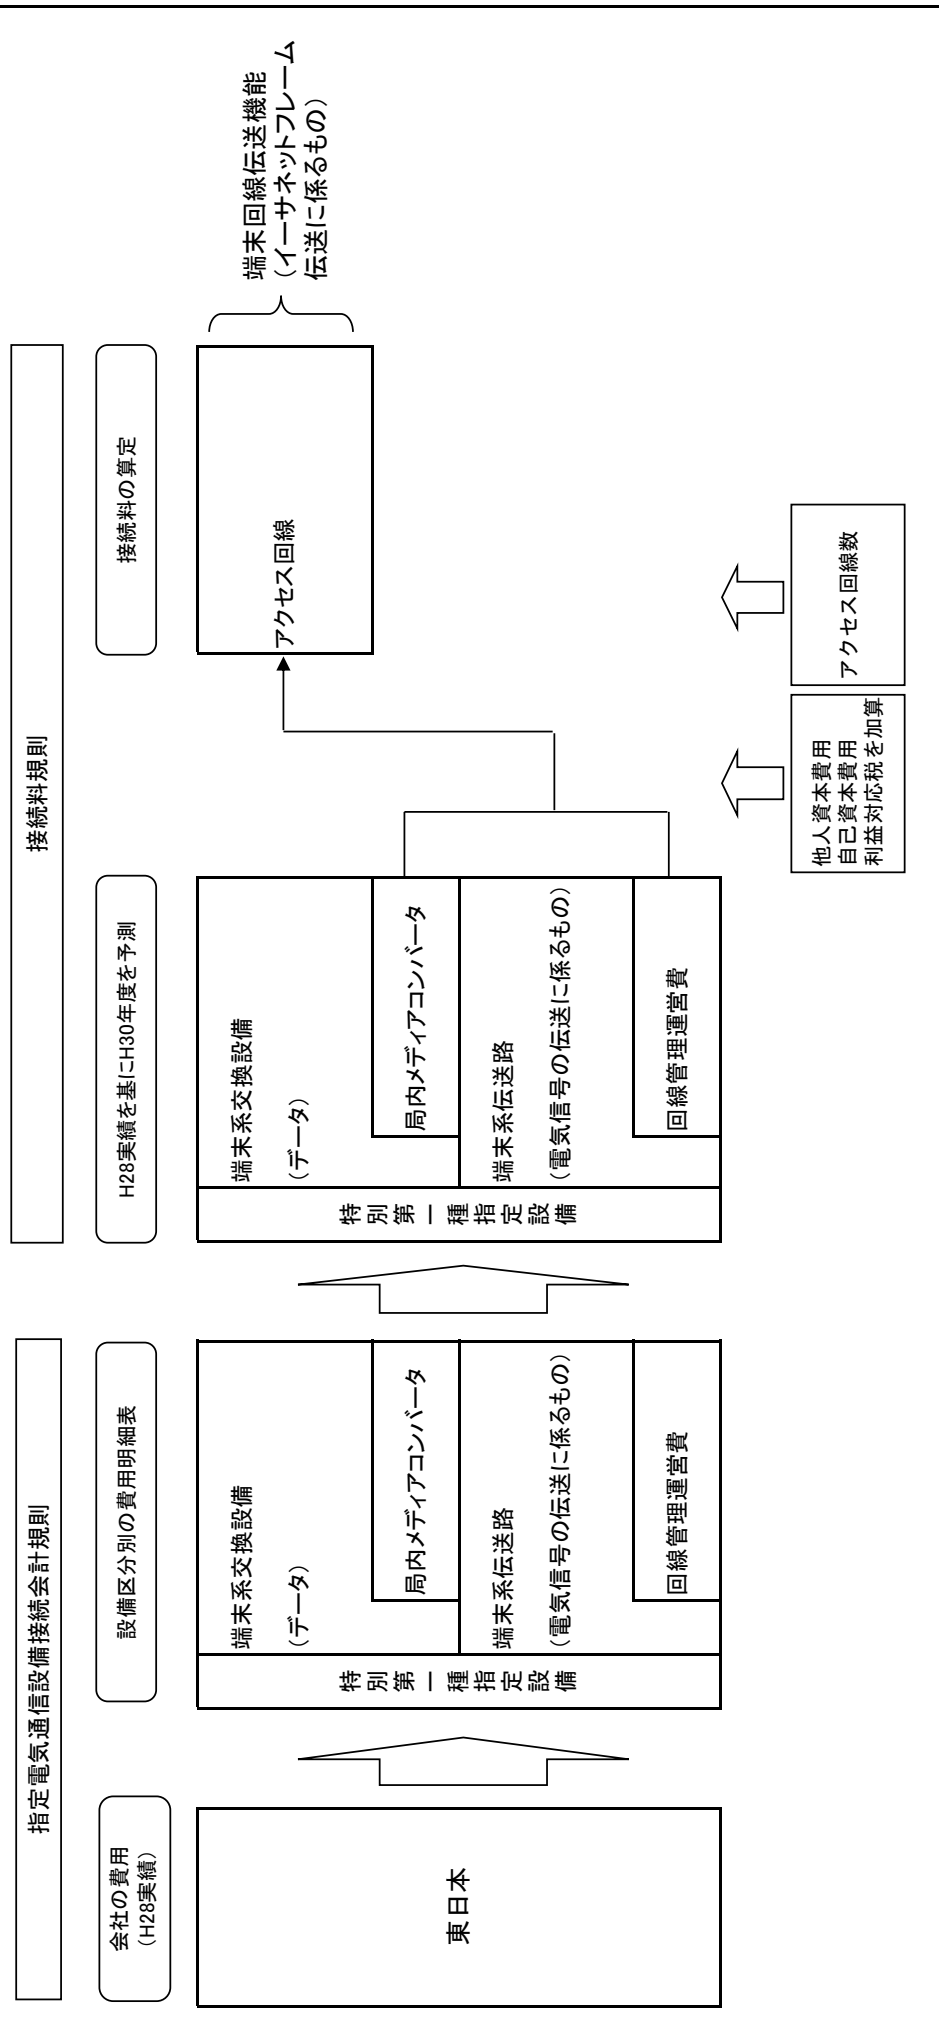 指定電気通信設備接続会計規則
接続料規則
会社の費用
（H28実績）
設備区分別の費用明細表
H28実績を基にH30年度を予測
接続料の算定
東日本
特別第一種指定設備
端末系交換設備
（データ）
局内メディアコンバータ
端末系伝送路
（電気信号の伝送に係るもの）
回線管理運営費
特別第一種指定設備
端末系交換設備
（データ）
局内メディアコンバータ
端末系伝送路
（電気信号の伝送に係るもの）
回線管理運営費
アクセス回線
端末回線伝送機能
（イーサネットフレーム
伝送に係るもの）
他人資本費用
自己資本費用
利益対応税を加算
アクセス回線数